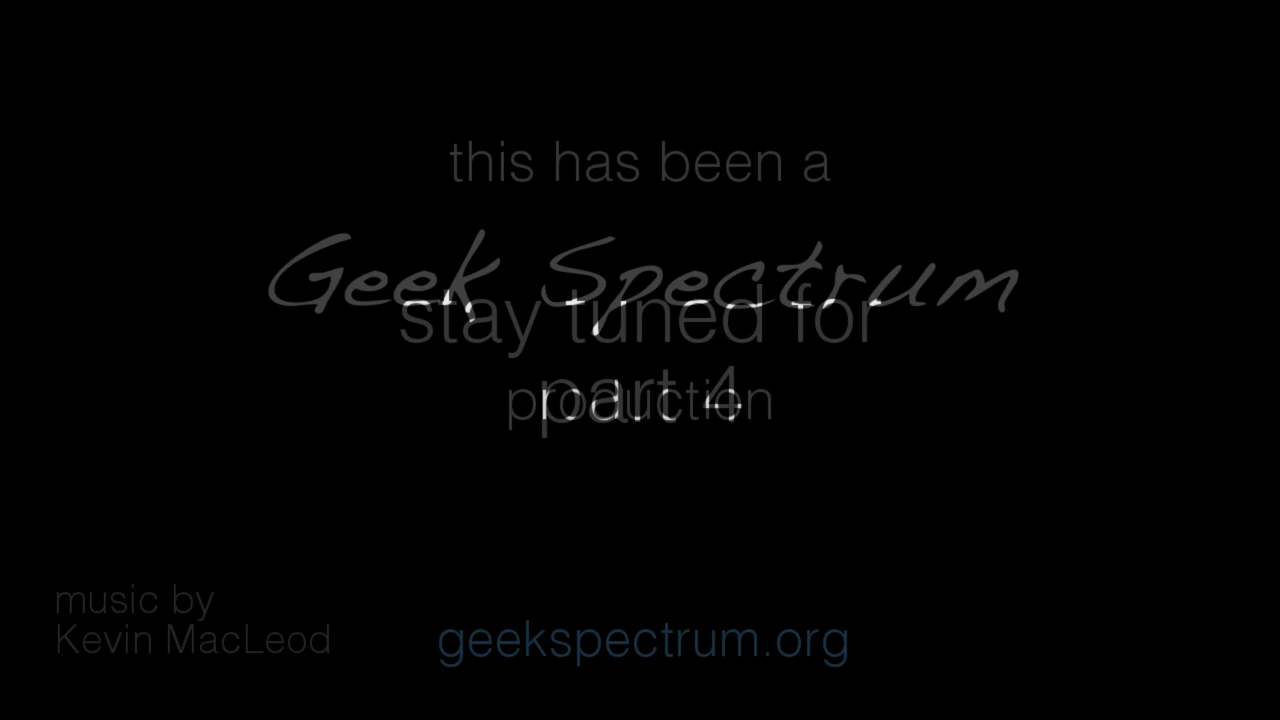 this has been a
Geek Spectrum
stay tuned for
part 4
production
music by
Kevin MacLeod
geekspectrum.org